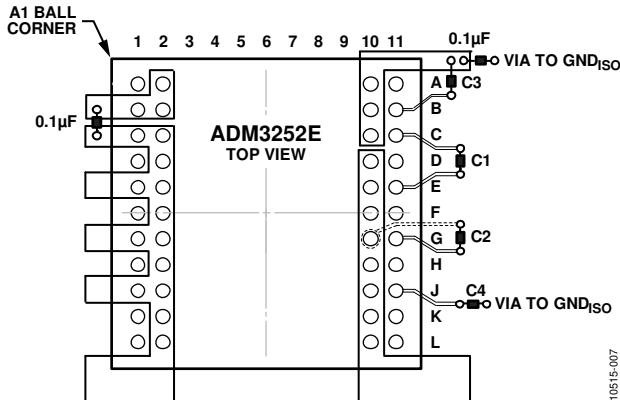 A1 BALL
CORNER
1 2 3 4 5 6 7 8 9 10 11
0.1µF
VIA TO GNDISO
A
C3
B
0.1µF
ADM3252E
TOP VIEW
C
D
C1
E
F
G
C2
H
J
C4
VIA TO GNDISO
K
L
10515-007